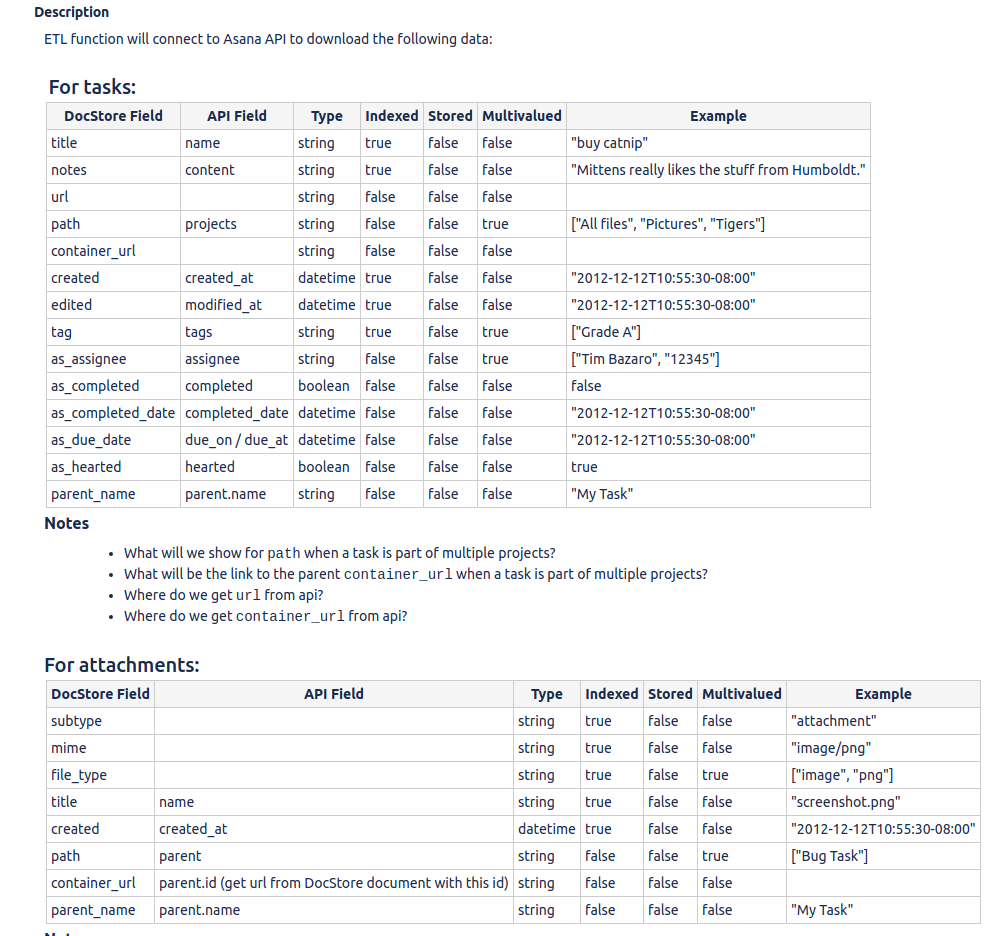 Description
ETL function will connect to Asana API to download the following data:
For tasks:
DocStore Field API Field Type Indexed Stored Multivalued Example
title name string true false false "buy catnip"
notes content string true false false "Mittens really likes the stuff from Humboldt."
url string false false false
path projects string false false true ["All files", "Pictures", "Tigers"]
container_url string false false false
created created_at datetime true false false "2012-12-12T10:55:30-08:00"
edited modified_at datetime true false false "2012-12-12T10:55:30-08:00"
tag tags string true false true ["Grade A"]
as_assignee assignee string false false true ["Tim Bazaro", "12345"]
as_completed completed boolean false false false false
as_completed_date completed_date datetime false false false "2012-12-12T10:55:30-08:00"
as_due_date due_on / due_at datetime false false false "2012-12-12T10:55:30-08:00"
as_hearted hearted boolean false false false true
parent_name parent.name string false false false "My Task"
Notes
• What will we show for path when a task is part of multiple projects?
• What will be the link to the parent container_url when a task is part of multiple projects?
• Where do we get url from api?
• Where do we get container_url from api?
For attachments:
DocStore Field API Field Type Indexed Stored Multivalued Example
subtype string true false false "attachment"
mime string true false false "image/png"
file_type string true false true ["image", "png"]
title name string true false false "screenshot.png"
created created_at datetime true false false "2012-12-12T10:55:30-08:00"
path parent string false false true ["Bug Task"]
container_url parent.id (get url from DocStore document with this id) string false false false
parent_name parent.name string false false false "My Task"